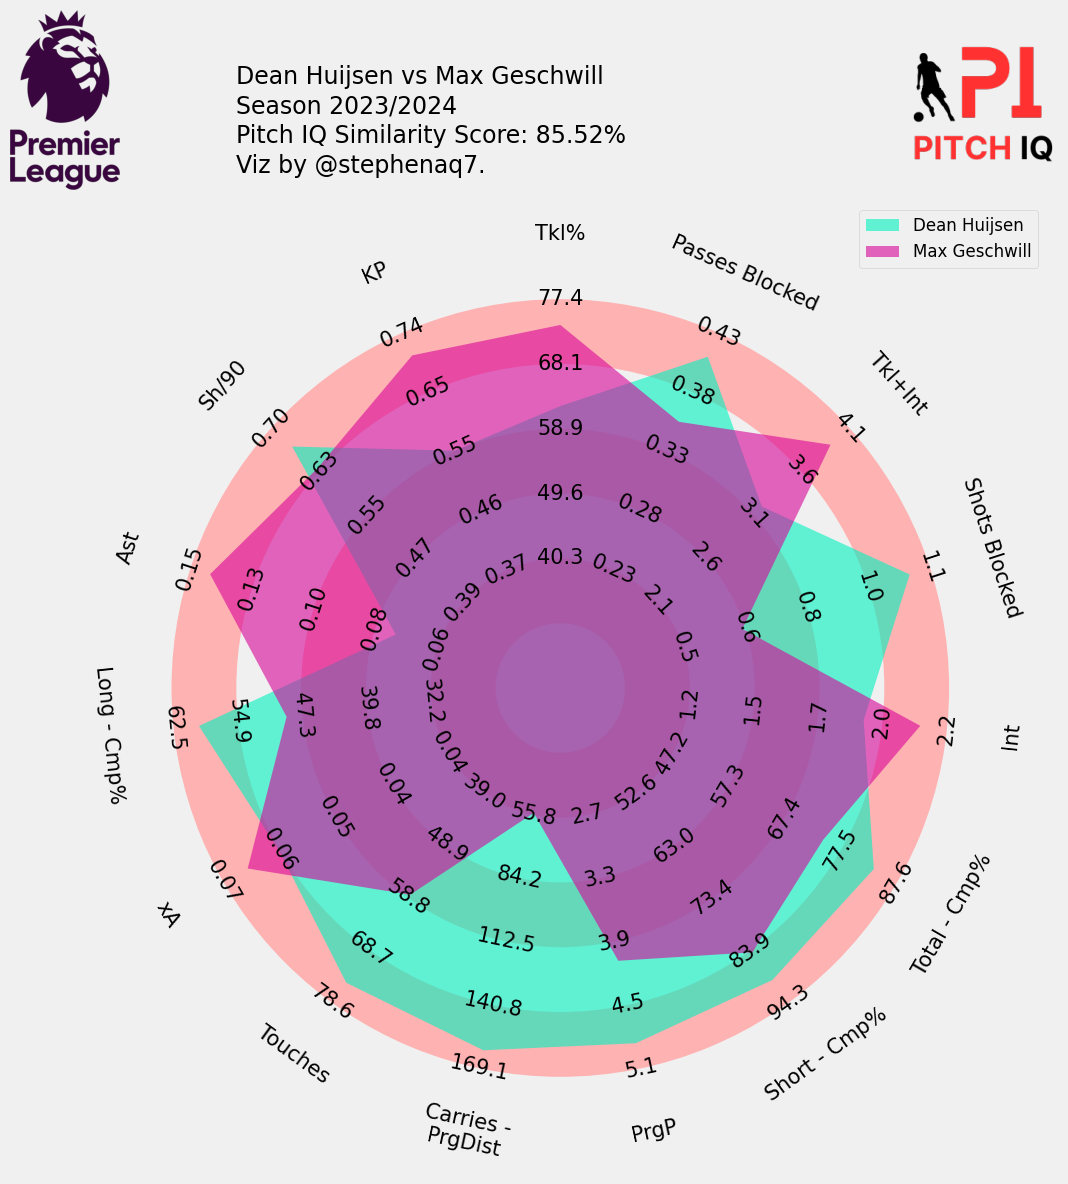 Premier
League
Dean Huijsen vs Max Geschwill
Season 2023/2024
Pitch IQ Similarity Score: 85.52%
Viz by @stephenaq7.
PI
PITCH IQ
Dean Huijsen
Max Geschwill
Tkl%
77.4
68.1
58.9
49.6
40.3
Passes Blocked
0.43
0.38
0.33
0.28
0.23
Tkl+Int
4.1
3.6
3.1
2.6
2.1
Shots Blocked
1.1
1.0
0.8
0.6
0.5
Int
2.2
2.0
1.7
1.5
1.2
Total - Cmp%
87.6
77.5
67.4
57.3
47.2
Short - Cmp%
94.3
83.9
73.4
63.0
52.6
PrgP
5.1
4.5
3.9
3.3
2.7
Carries -
PrgDist
169.1
140.8
112.5
84.2
55.8
Touches
78.6
68.7
58.8
48.9
39.0
xA
0.07
0.06
0.05
0.04
0.04
Long - Cmp%
62.5
54.9
47.3
39.8
32.2
Ast
0.15
0.13
0.10
0.08
0.06
Sh/90
0.70
0.63
0.55
0.47
0.39
KP
0.74
0.65
0.55
0.46
0.37